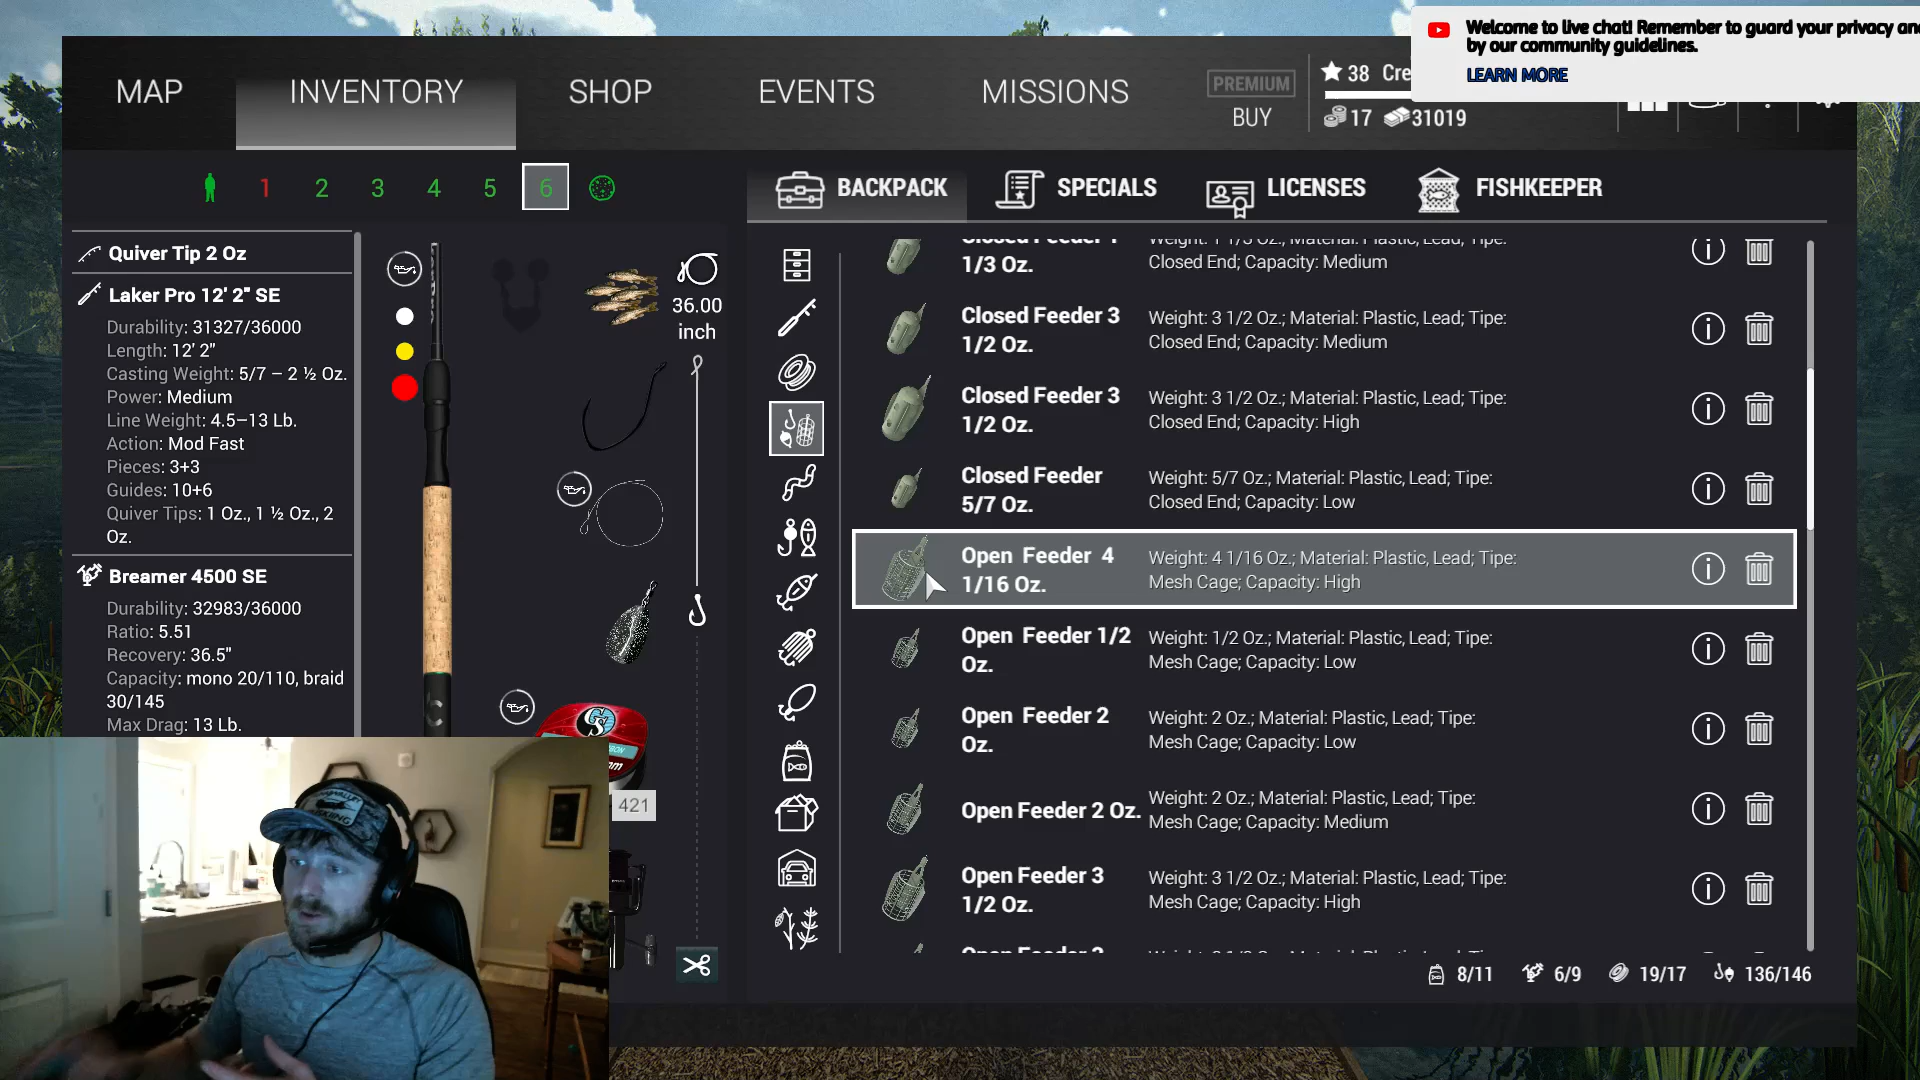 Welcome to live chat! Remember to guard your privacy an
by our community guidelines.
LEARN MORE
MAP
INVENTORY
SHOP
EVENTS
MISSIONS
PREMIUM
BUY
38 Cre
17 31019
1 2 3 4 5 6
BACKPACK
SPECIALS
LICENSES
FISHKEEPER
Quiver Tip 2 Oz
Laker Pro 12' 2" SE
Durability: 31327/36000
Length: 12' 2"
Casting Weight: 5/7 – 2 ½ Oz.
Power: Medium
Line Weight: 4.5–13 Lb.
Action: Mod Fast
Pieces: 3+3
Guides: 10+6
Quiver Tips: 1 Oz., 1 ½ Oz., 2
Oz.
Breamer 4500 SE
Durability: 32983/36000
Ratio: 5.51
Recovery: 36.5"
Capacity: mono 20/110, braid
30/145
Max Drag: 13 Lb.
36.00
inch
421
Closed Feeder 1
1/3 Oz.
Weight: 1 1/3 Oz.; Material: Plastic, Lead; Tipe:
Closed End; Capacity: Medium
Closed Feeder 3
1/2 Oz.
Weight: 3 1/2 Oz.; Material: Plastic, Lead; Tipe:
Closed End; Capacity: Medium
Closed Feeder 3
1/2 Oz.
Weight: 3 1/2 Oz.; Material: Plastic, Lead; Tipe:
Closed End; Capacity: High
Closed Feeder
5/7 Oz.
Weight: 5/7 Oz.; Material: Plastic, Lead; Tipe:
Closed End; Capacity: Low
Open Feeder 4
1/16 Oz.
Weight: 4 1/16 Oz.; Material: Plastic, Lead; Tipe:
Mesh Cage; Capacity: High
Open Feeder 1/2
Oz.
Weight: 1/2 Oz.; Material: Plastic, Lead; Tipe:
Mesh Cage; Capacity: Low
Open Feeder 2
Oz.
Weight: 2 Oz.; Material: Plastic, Lead; Tipe:
Mesh Cage; Capacity: Low
Open Feeder 2 Oz.
Weight: 2 Oz.; Material: Plastic, Lead; Tipe:
Mesh Cage; Capacity: Medium
Open Feeder 3
1/2 Oz.
Weight: 3 1/2 Oz.; Material: Plastic, Lead; Tipe:
Mesh Cage; Capacity: High
8/11 6/9 19/17 136/146